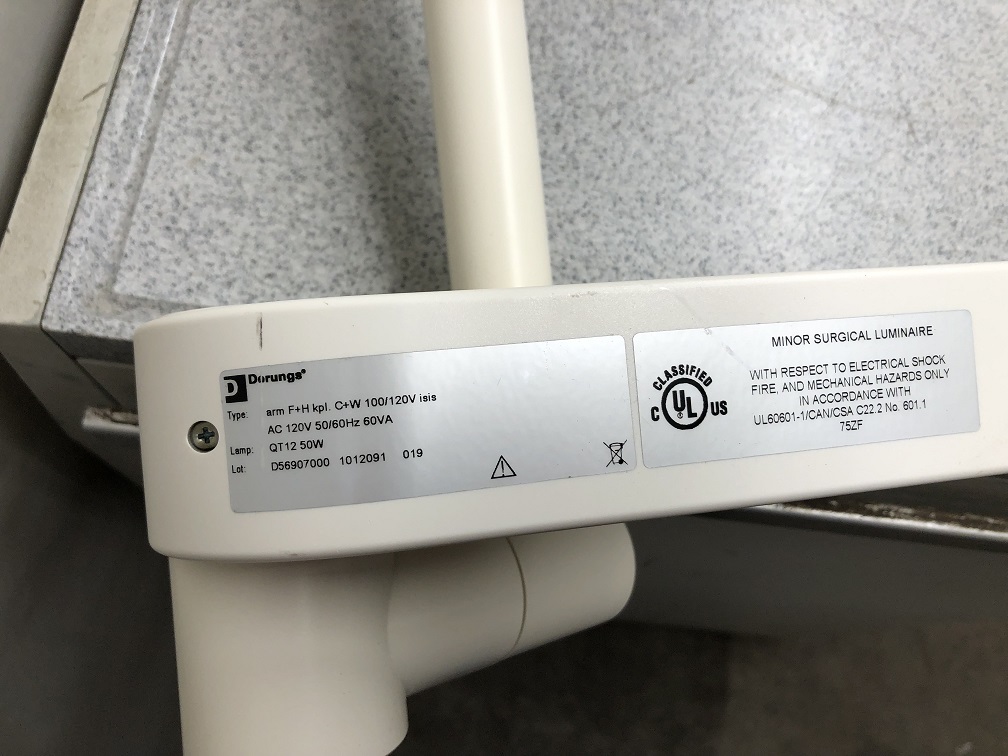 D Dörungs®
Type: arm F+H kpl. C+W 100/120V isis
AC 120V 50/60Hz 60VA
Lamp: QT12 50W
Lot: D56907000 1012091 019
CLASSIFIED
C UL US
MINOR SURGICAL LUMINAIRE
WITH RESPECT TO ELECTRICAL SHOCK
FIRE, AND MECHANICAL HAZARDS ONLY
IN ACCORDANCE WITH
UL60601-1/CAN/CSA C22.2 No. 601.1
75ZF